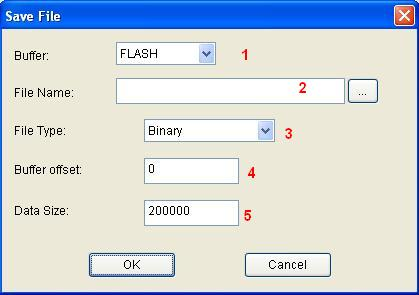 Save File
Buffer: FLASH 1
File Name: 2 ...
File Type: Binary 3
Buffer offset: 0 4
Data Size: 200000 5
OK Cancel